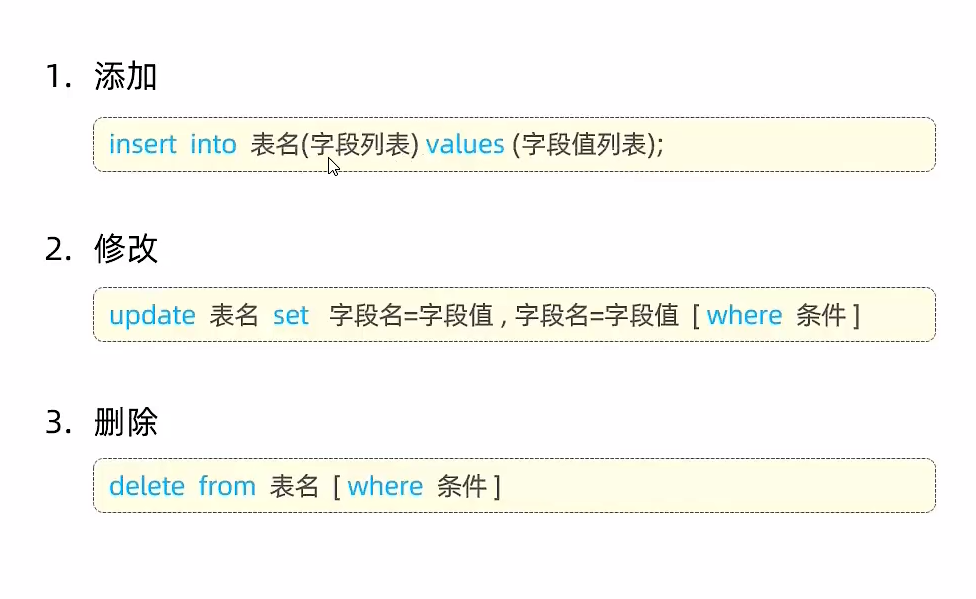 1. 添加
insert into 表名(字段列表) values (字段值列表);
2. 修改
update 表名 set 字段名=字段值 , 字段名=字段值 [ where 条件 ]
3. 删除
delete from 表名 [ where 条件 ]